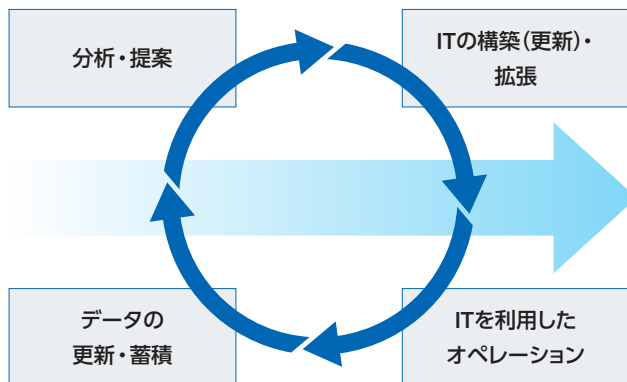 分析・提案
ITの構築（更新）・
拡張
データの
更新・蓄積
ITを利用した
オペレーション